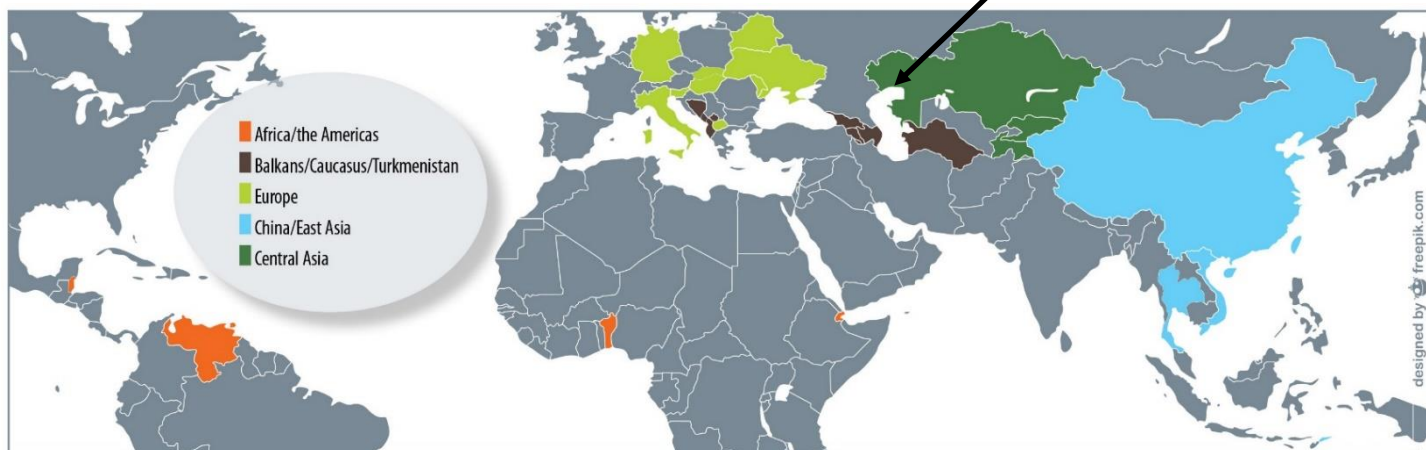 Africa/the Americas
Balkans/Caucasus/Turkmenistan
Europe
China/East Asia
Central Asia
designed by freepik.com